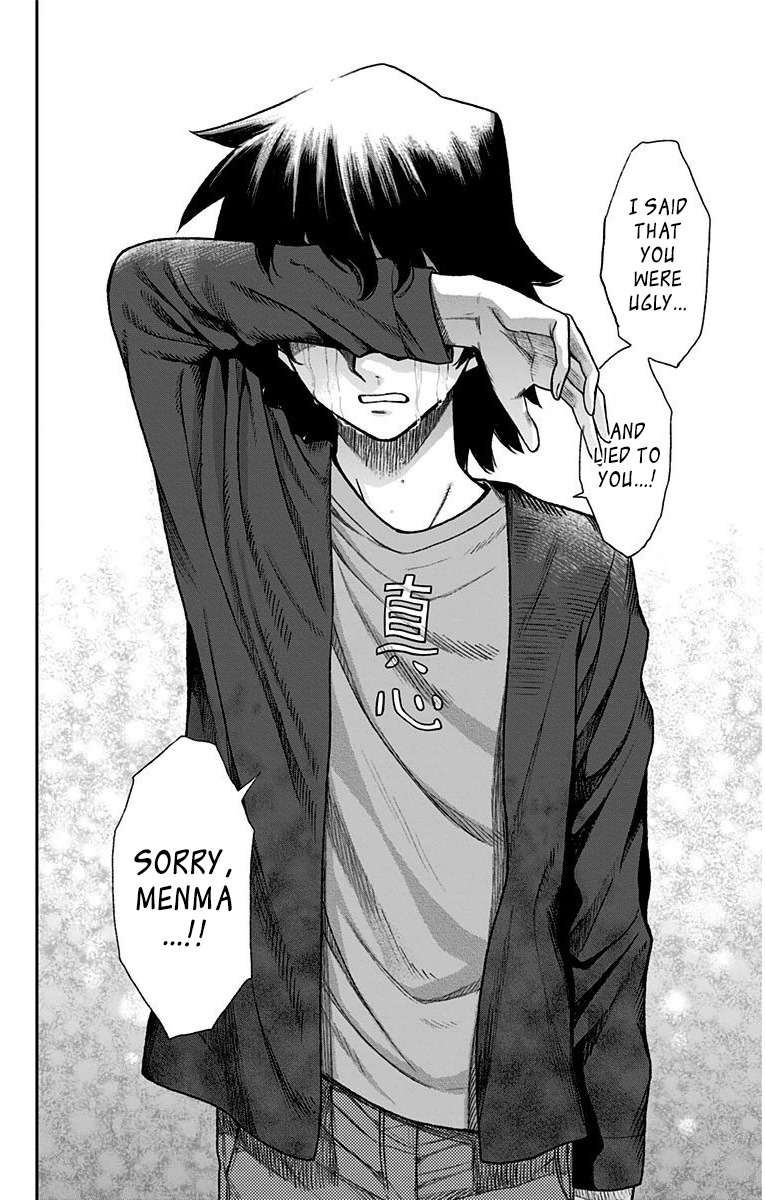 I SAID
THAT
YOU
WERE
UGLY...
AND
LIED TO
YOU...!
真
心
SORRY,
MENMA
...!!